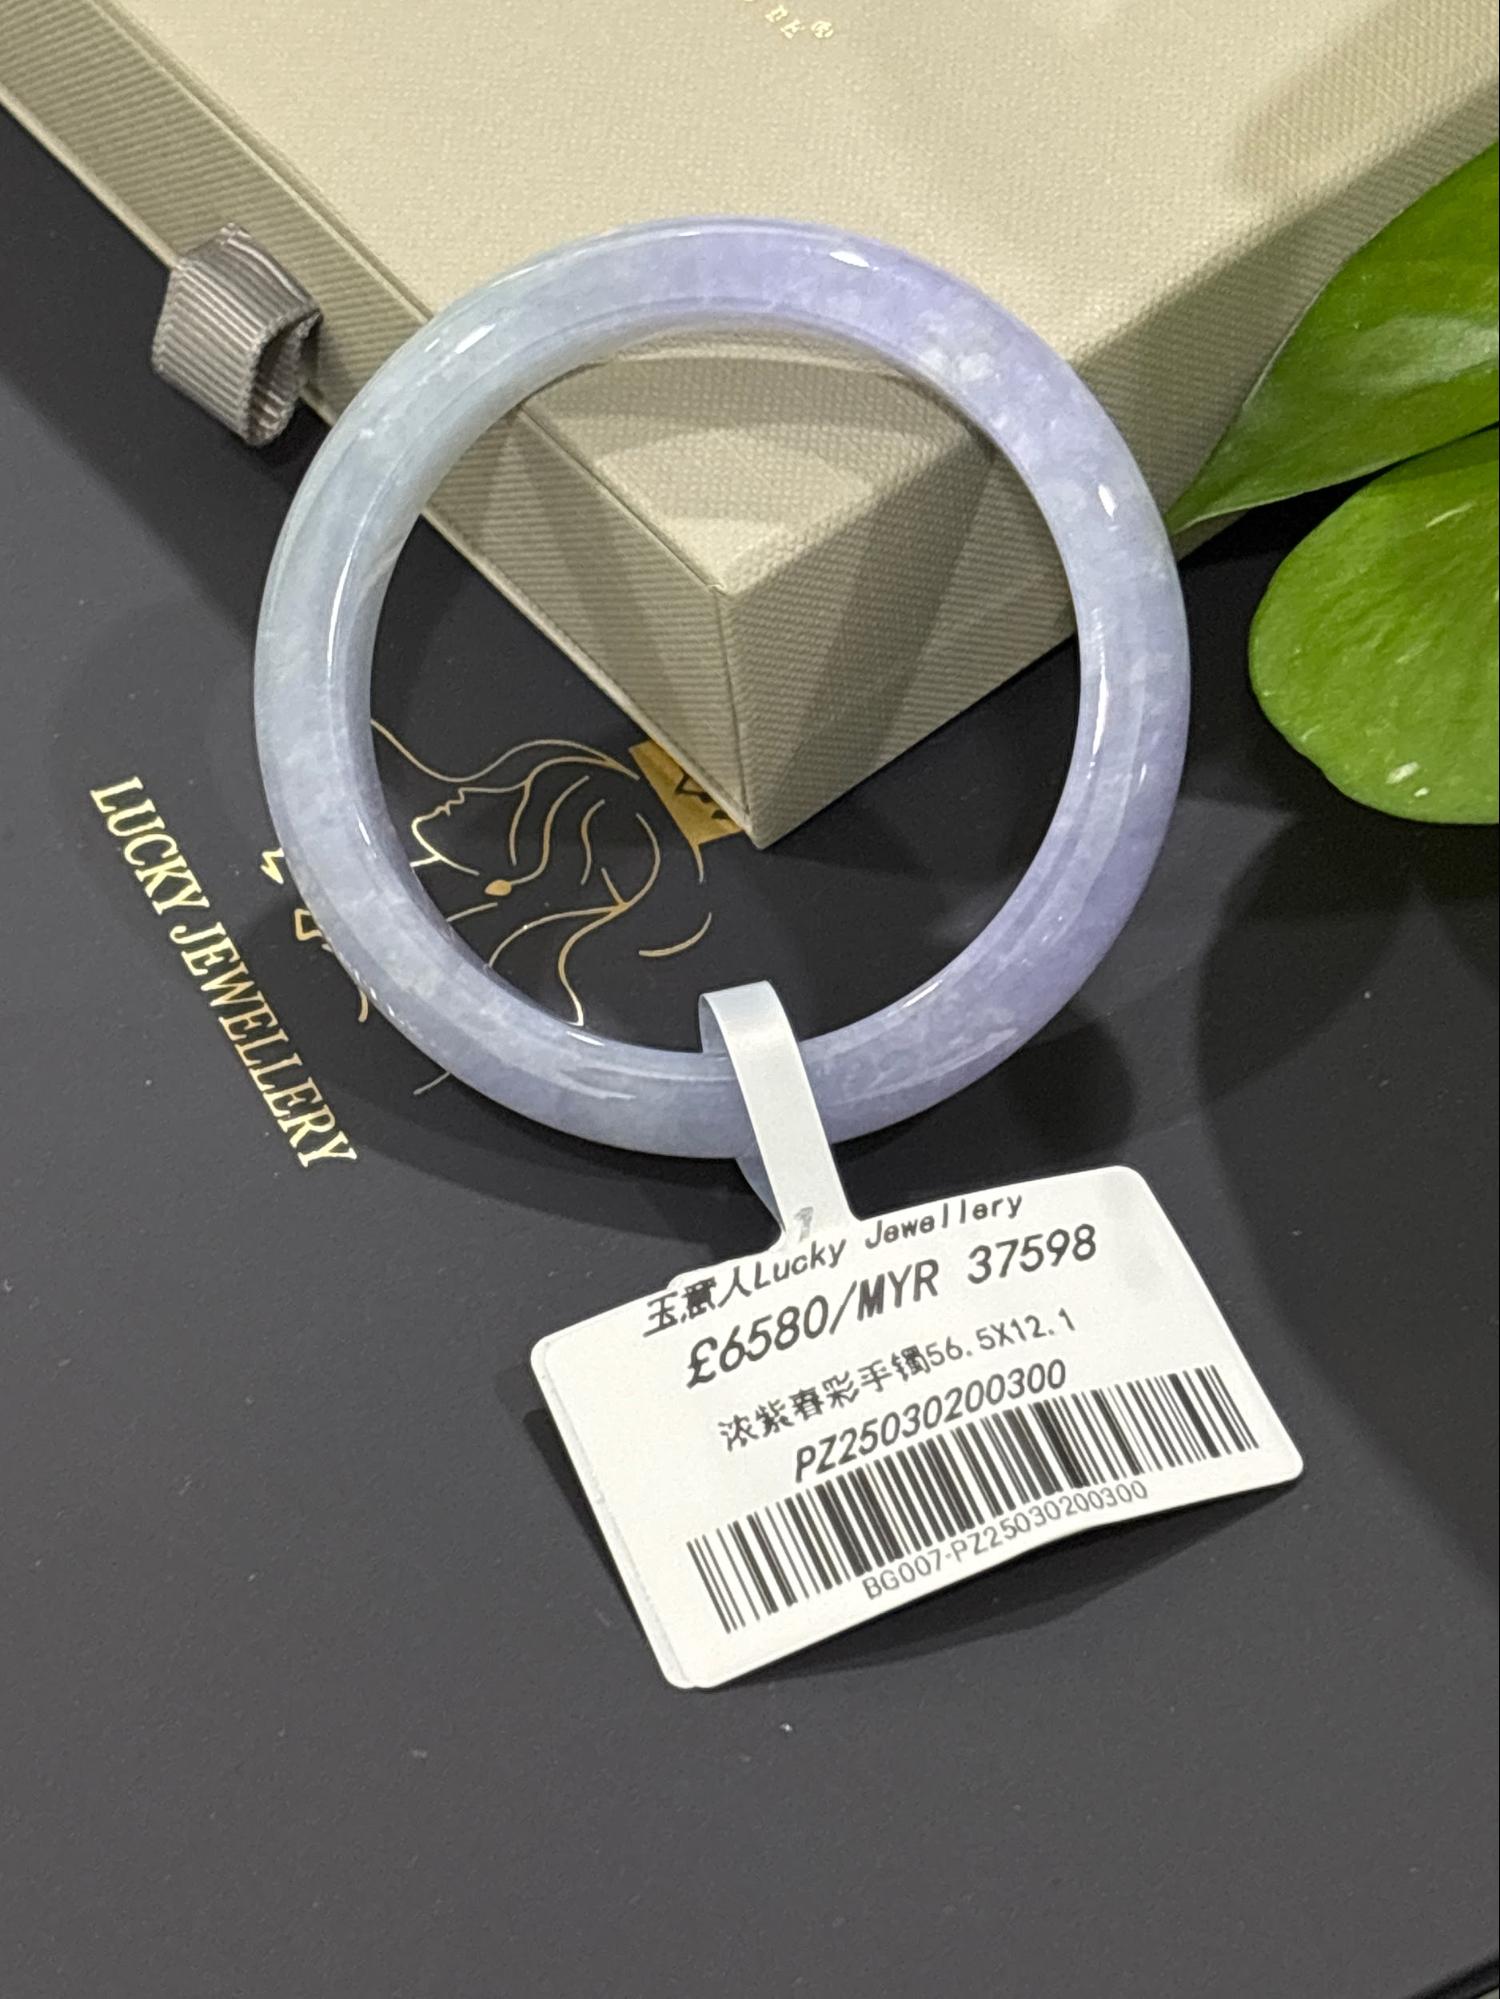 LUCKY JEWELLERY
玉意人Lucky Jewellery
£6580/MYR 37598
浓紫春彩手镯56.5X12.1
PZ25030200300
BG007-PZ25030200300